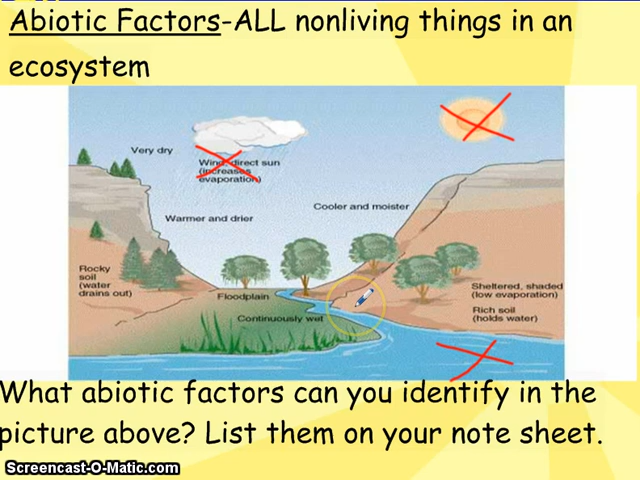 Abiotic Factors-ALL nonliving things in an
ecosystem
Very dry
Wind, direct sun
(increases
evaporation)
Cooler and moister
Warmer and drier
Rocky
soil
(water
drains out)
Floodplain
Continuously wet
Sheltered, shaded
(low evaporation)
Rich soil
(holds water)
What abiotic factors can you identify in the
picture above? List them on your note sheet.
Screencast-O-Matic.com